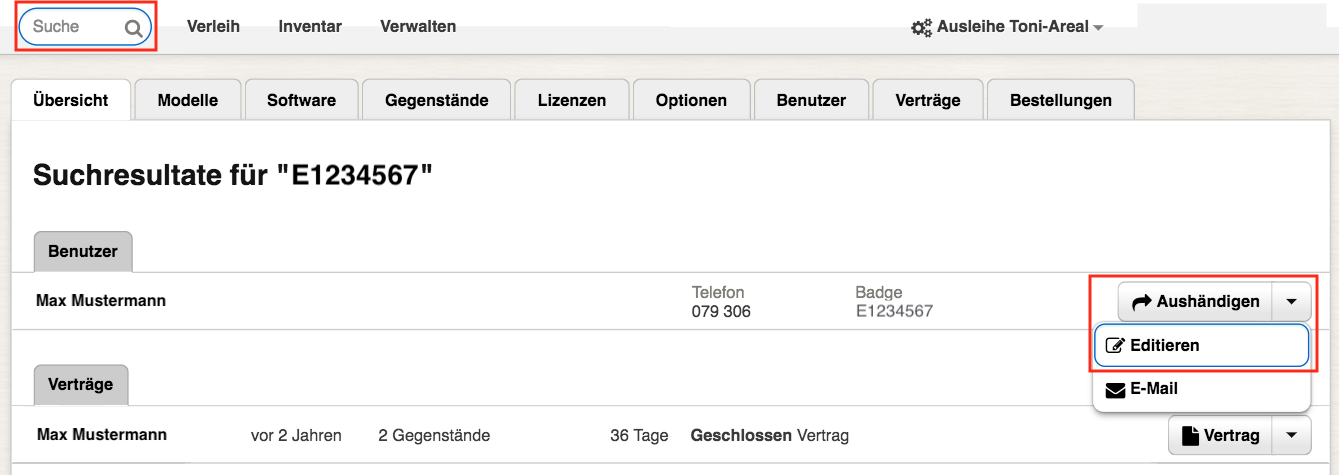 Suche Verleih Inventar Verwalten Ausleihe Toni-Areal
Übersicht Modelle Software Gegenstände Lizenzen Optionen Benutzer Verträge Bestellungen
Suchresultate für "E1234567"
Benutzer
Telefon Badge
Max Mustermann 079 306 E1234567 Aushändigen
Editieren
Verträge
E-Mail
Max Mustermann vor 2 Jahren 2 Gegenstände 36 Tage Geschlossen Vertrag Vertrag